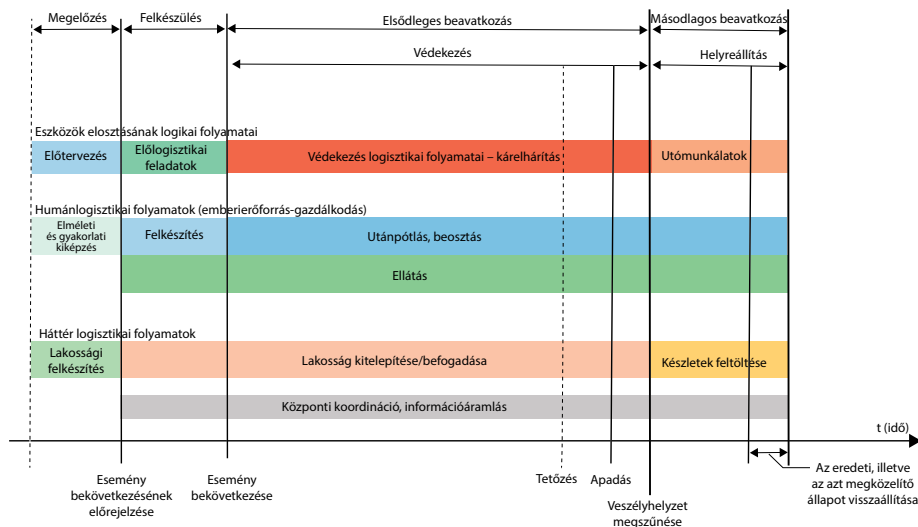 Megelőzés
Felkészülés
Elsődleges beavatkozás
Másodlagos beavatkozás
Védekezés
Helyreállítás
Eszközök elosztásának logikai folyamatai
Előtervezés
Előlogisztikai
feladatok
Védekezés logisztikai folyamatai – kárelhárítás
Utómunkálatok
Humánlogisztikai folyamatok (emberierőforrás-gazdálkodás)
Elméleti
és gyakorlati
kiképzés
Felkészítés
Utánpótlás, beosztás
Ellátás
Háttér logisztikai folyamatok
Lakossági
felkészítés
Lakosság kitelepítése/befogadása
Készletek feltöltése
Központi koordináció, információáramlás
t (idő)
Esemény
bekövetkezésének
előrejelzése
Esemény
bekövetkezése
Tetőzés
Apadás
Veszélyhelyzet
megszűnése
Az eredeti, illetve
az azt megközelítő
állapot visszaállítása